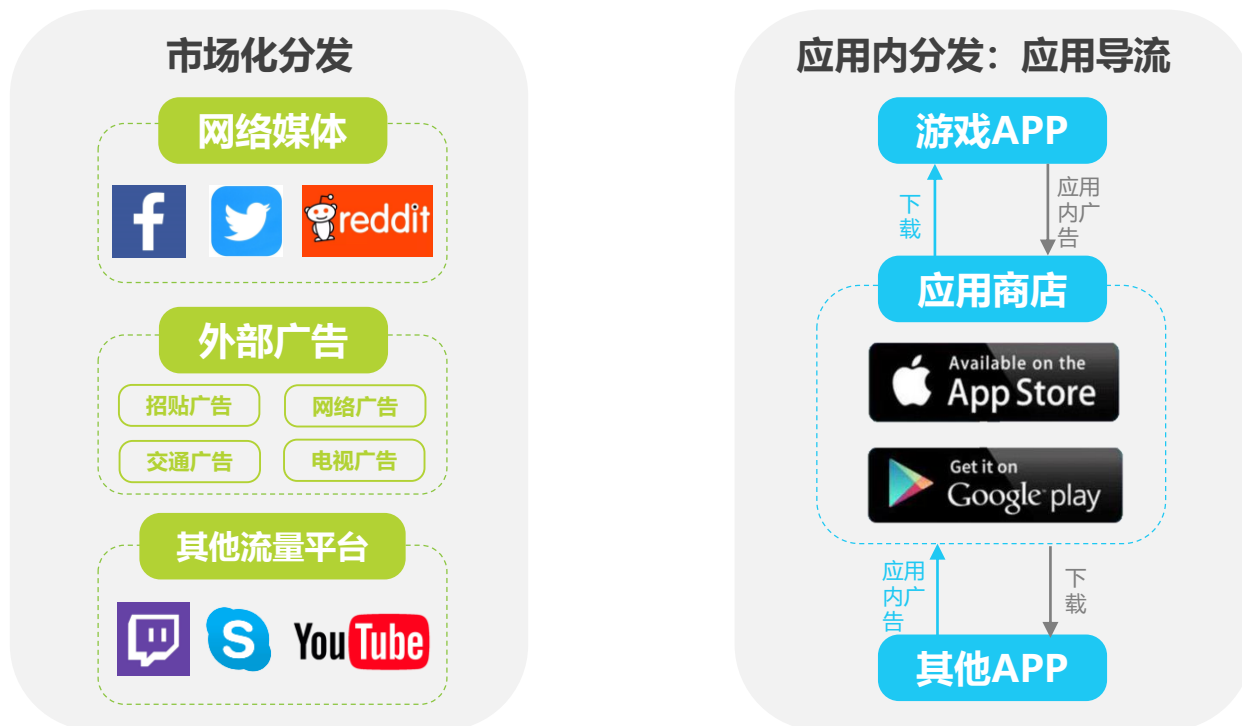 市场化分发
网络媒体
f
reddit
外部广告
招贴广告
网络广告
交通广告
电视广告
其他流量平台
S
YouTube
应用内分发：应用导流
游戏APP
下
载
应用
内广
告
应用商店
Available on the
App Store
Get it on
Google play
应用
内广
告
下
载
其他APP